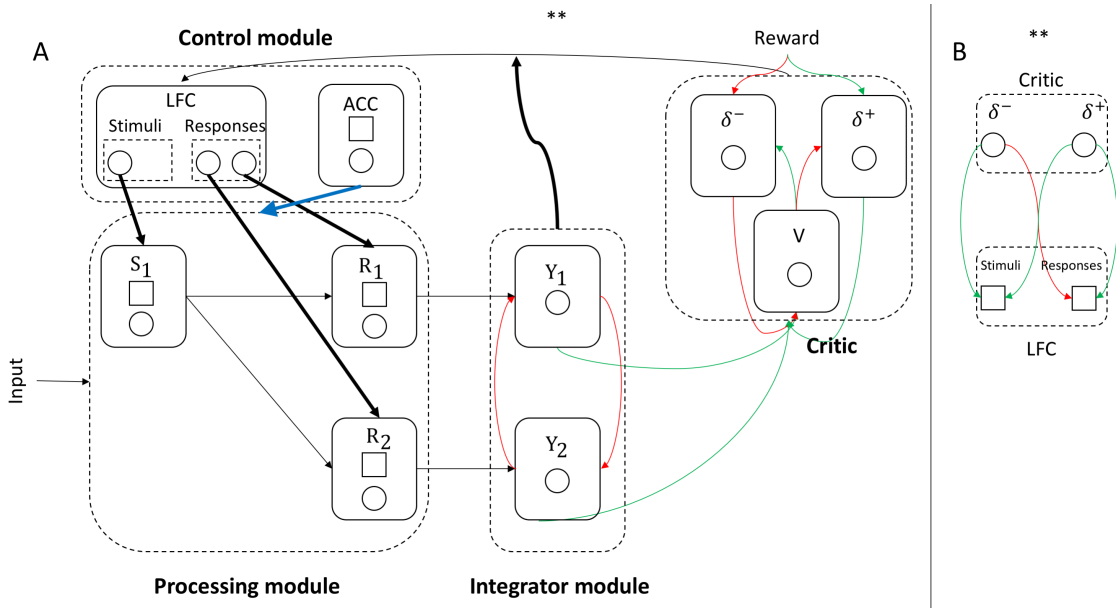 **
A
Control module
LFC
Stimuli
Responses
ACC
S1
R1
R2
Input
Processing module
Y1
Y2
Integrator module
Reward
δ−
δ+
V
Critic
B
**
Critic
δ−
δ+
Stimuli
Responses
LFC